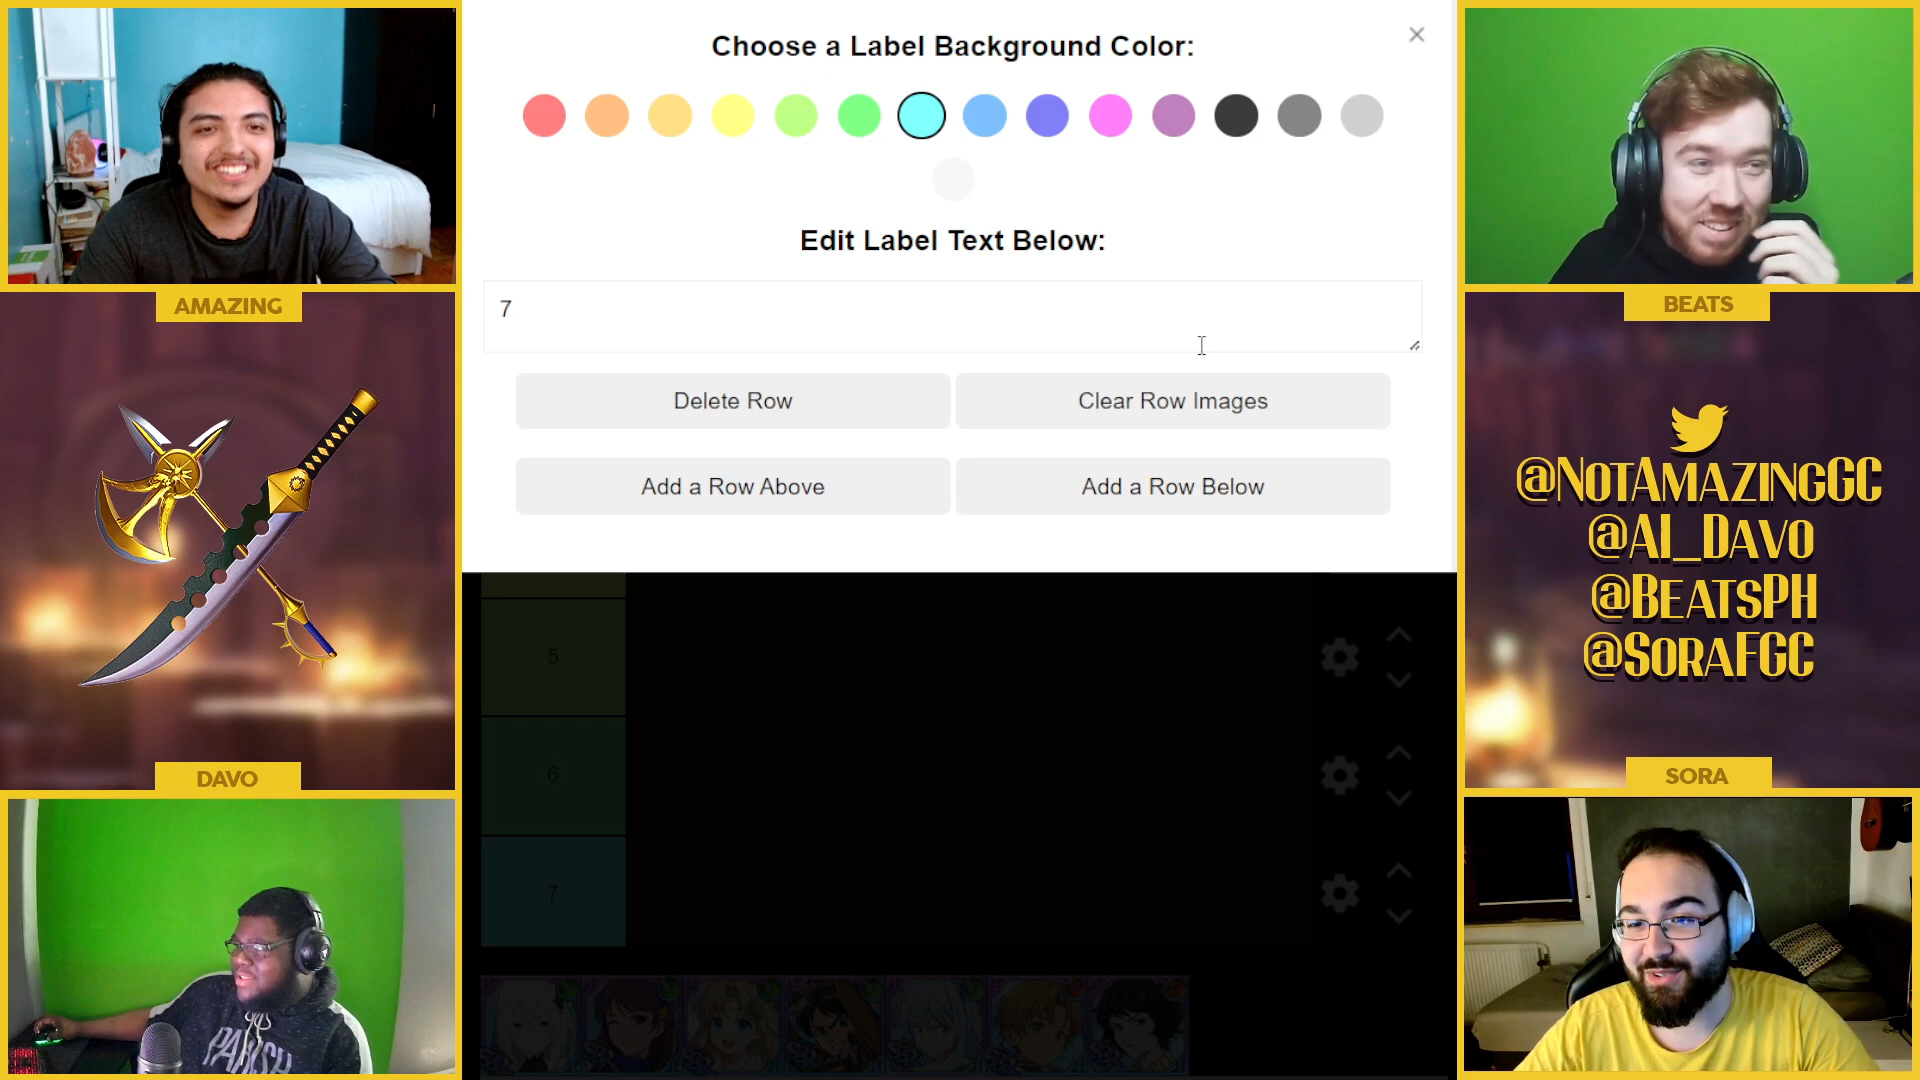 Choose a Label Background Color:
×
Edit Label Text Below:
7
Delete Row
Clear Row Images
Add a Row Above
Add a Row Below
5
6
7
AMAZING
BEATS
@NotAmazingGC
@AI_Davo
@BeatsPH
@SoraFGC
DAVO
SORA